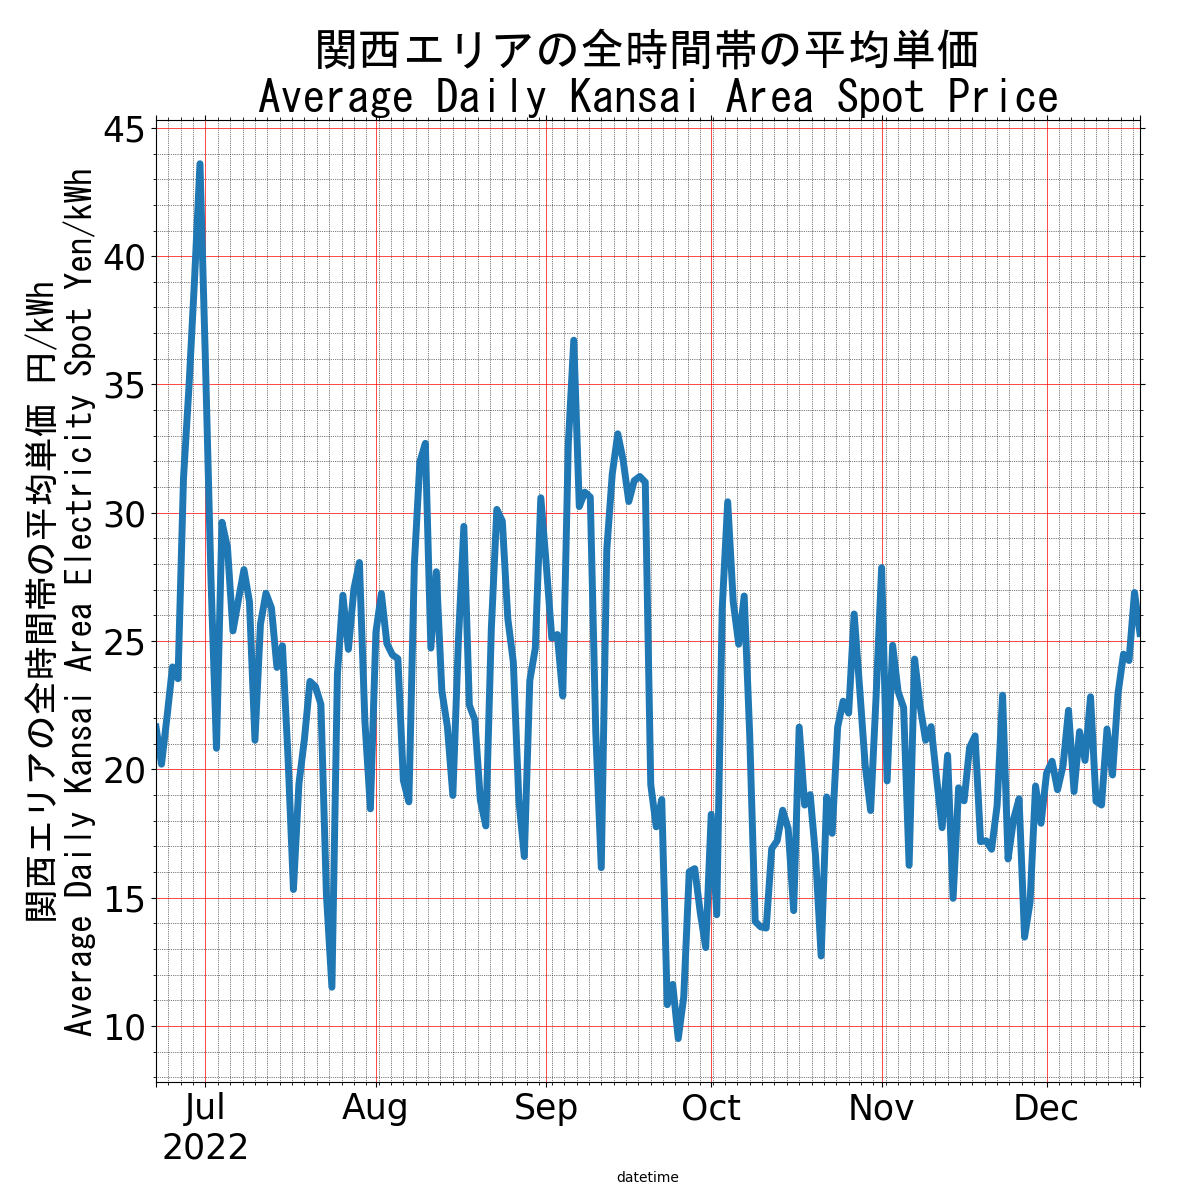 関西エリアの全時間帯の平均単価
Average Daily Kansai Area Spot Price
関西エリアの全時間帯の平均単価 円/kWh
Average Daily Kansai Area Electricity Spot Yen/kWh
45
40
35
30
25
20
15
10
Jul
2022
Aug
Sep
Oct
Nov
Dec
datetime